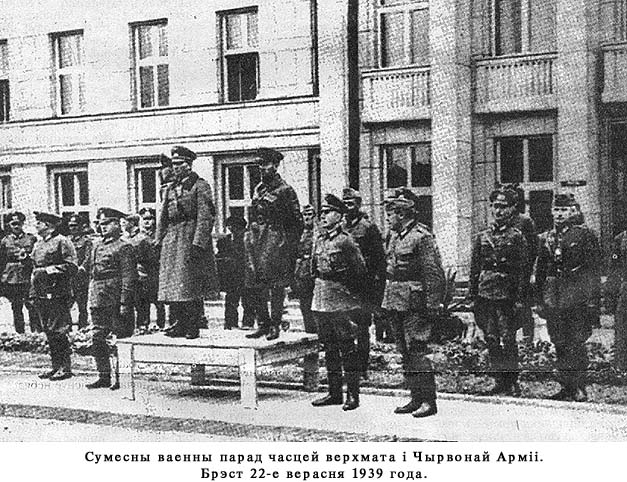 Сумесны ваенны парад часцей верхмата і Чырвонай Арміі.
Брэст 22-е верасня 1939 года.